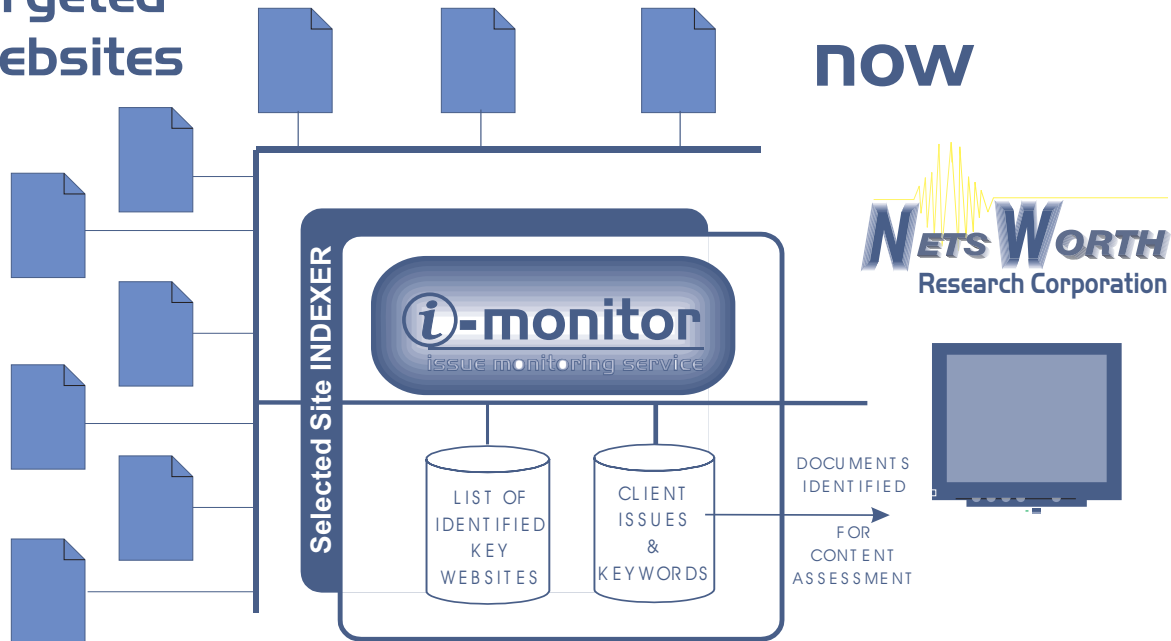 ebsites
now
NETS WORTH
Research Corporation
Selected Site INDEXER
i-monitor
issue monitoring service
LIST OF
IDENTIFIED
KEY
WEBSITES
CLIENT
ISSUES
&
KEYWORDS
DOCUMENTS
IDENTIFIED
FOR
CONTENT
ASSESSMENT